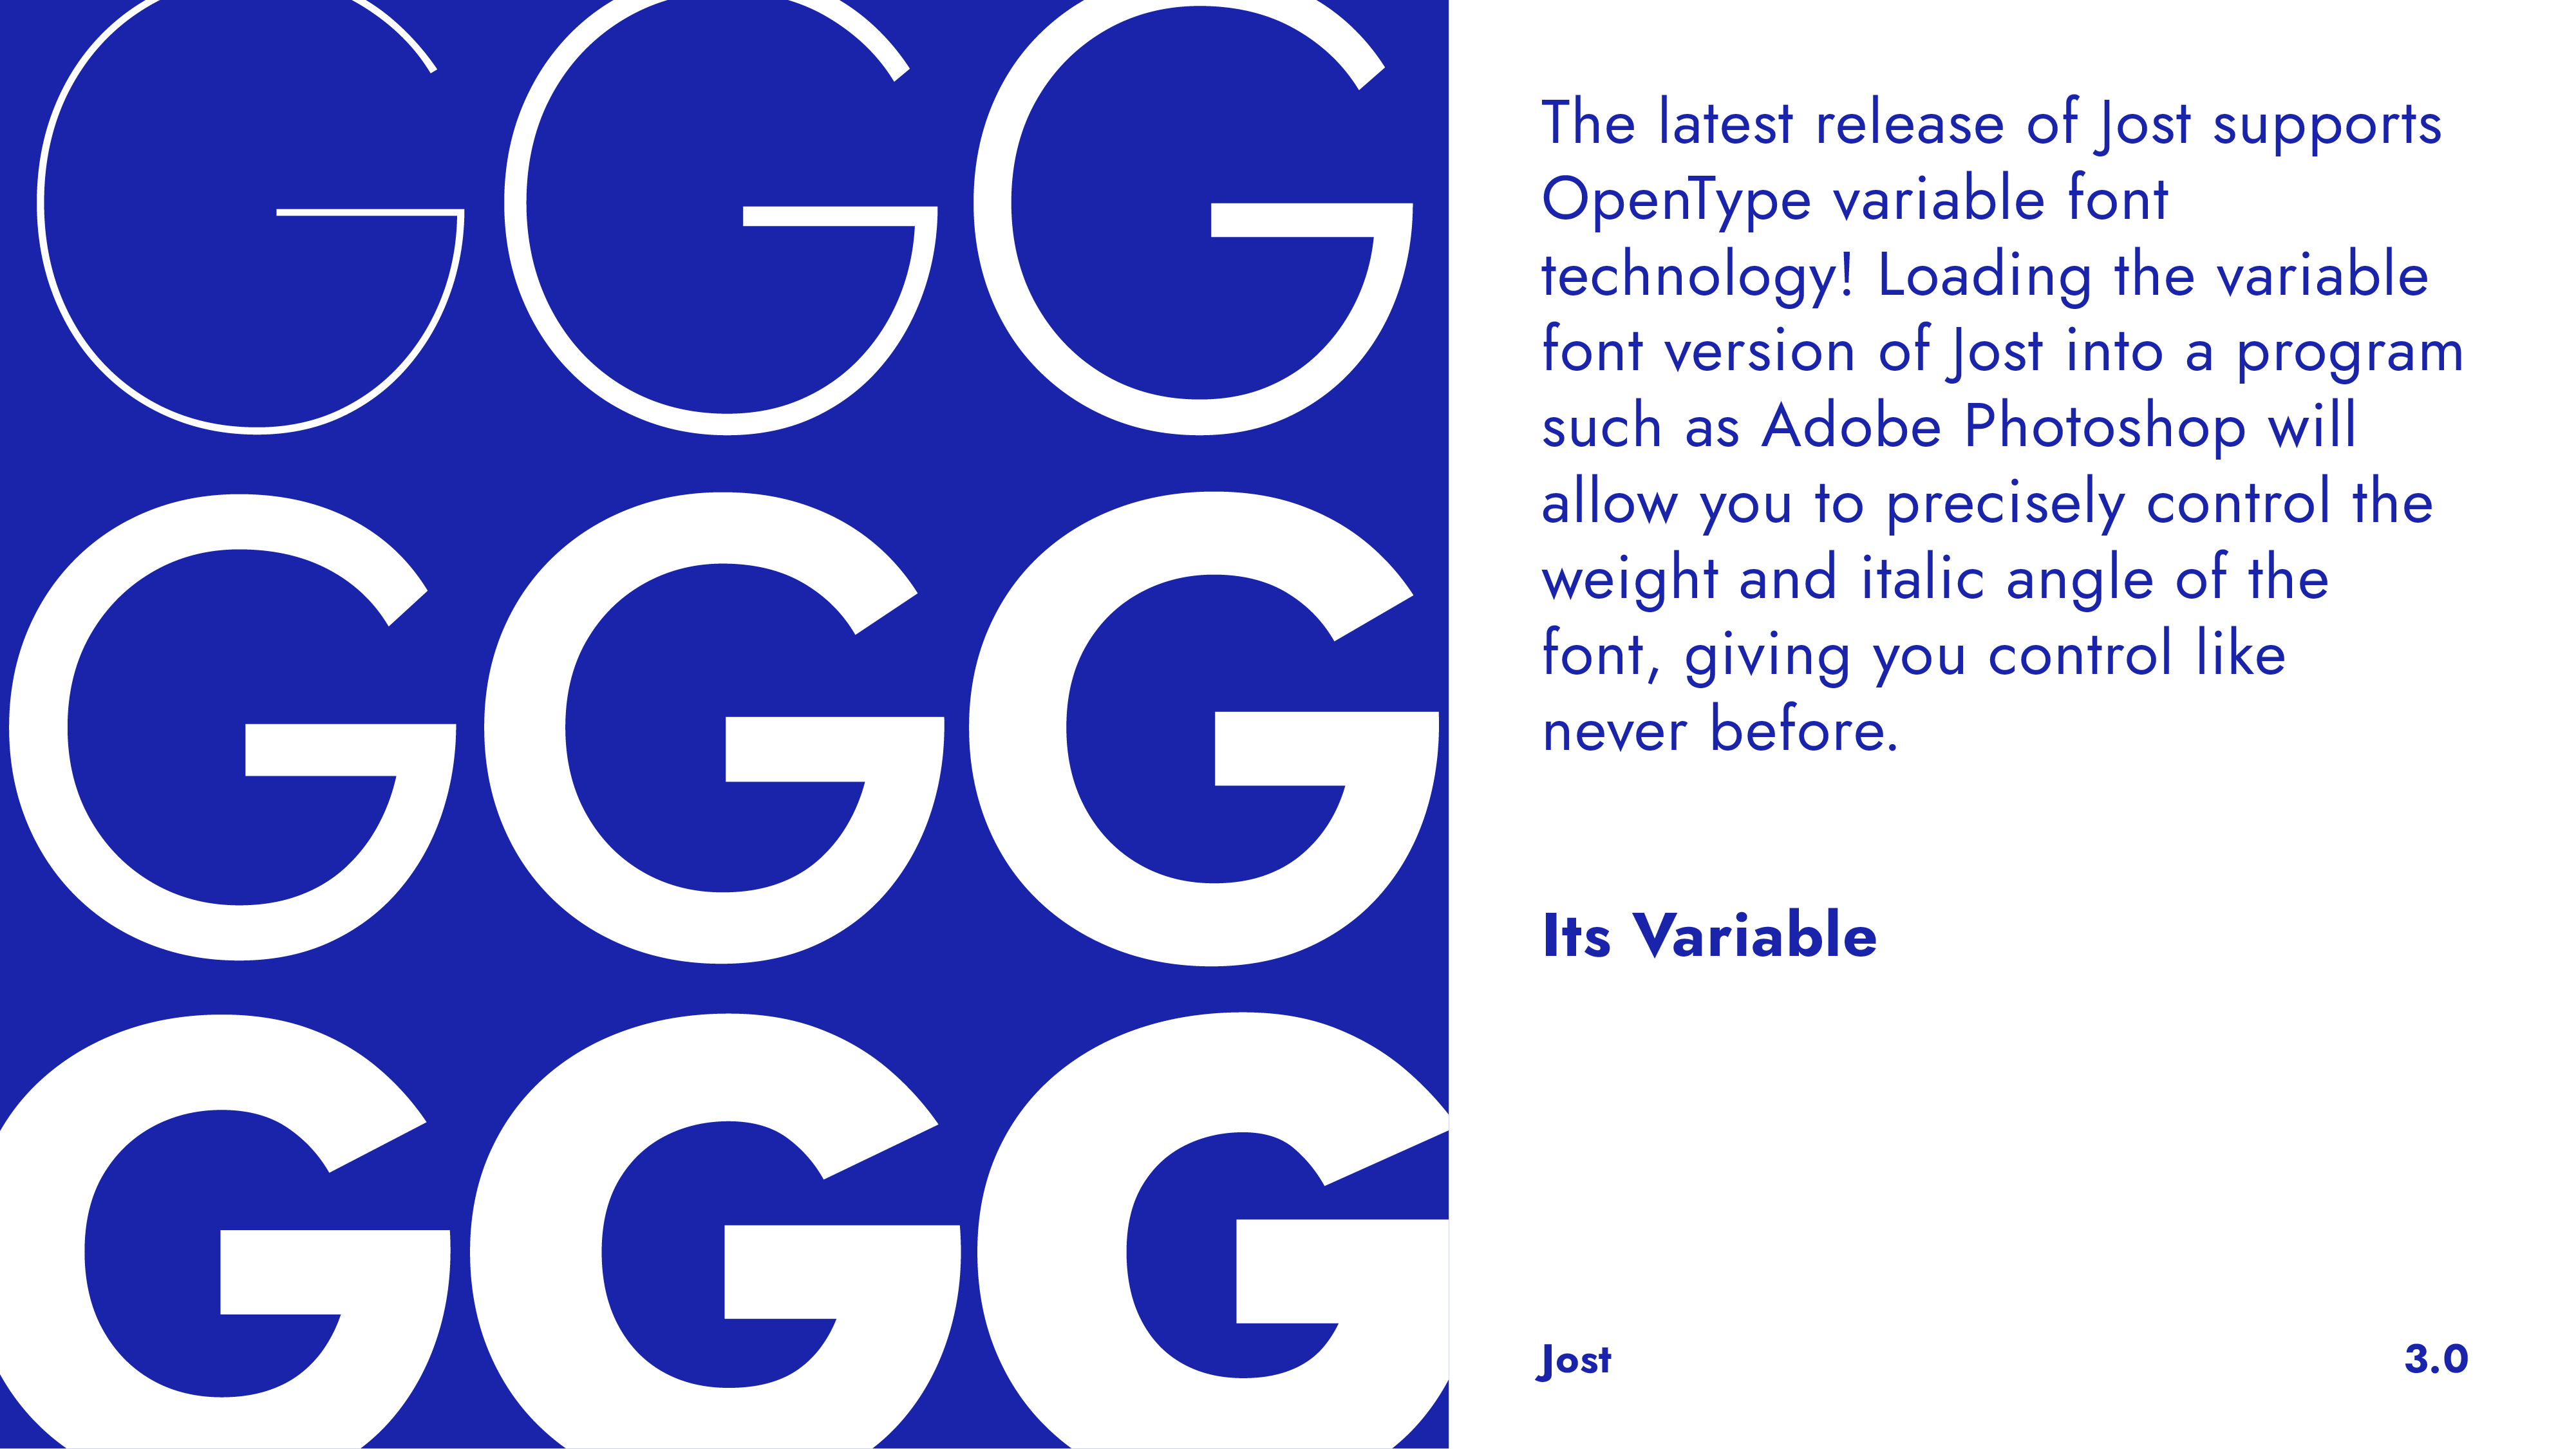 GGG
GGG
GGG
The latest release of Jost supports
OpenType variable font
technology! Loading the variable
font version of Jost into a program
such as Adobe Photoshop will
allow you to precisely control the
weight and italic angle of the
font, giving you control like
never before.
Its Variable
Jost
3.0